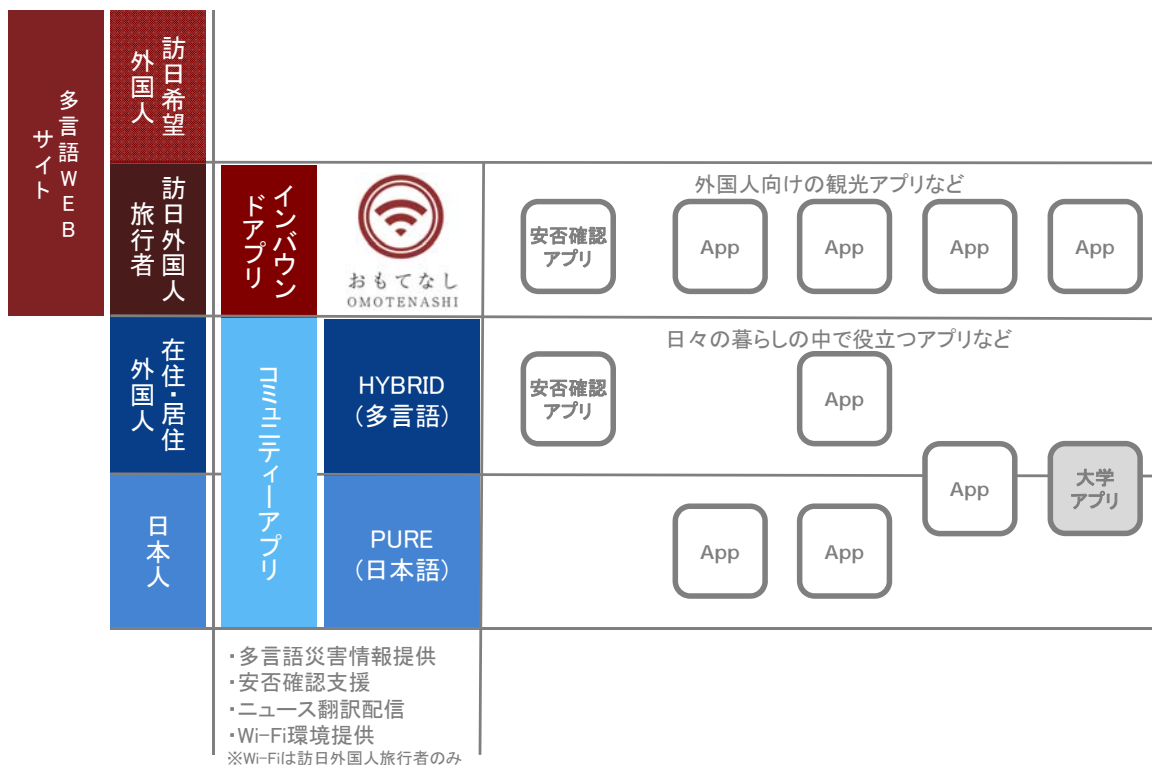 多言語WEB
サイト
訪日希望
外国人
訪日外国人
旅行者
インバウン
ドアプリ
おもてなし
OMOTENASHI
外国人向けの観光アプリなど
安否確認
アプリ
App
App
App
App
在住・居住
外国人
コミュニティーアプリ
HYBRID
(多言語)
日々の暮らしの中で役立つアプリなど
安否確認
アプリ
App
App
大学
アプリ
日本人
PURE
(日本語)
App
App
・多言語災害情報提供
・安否確認支援
・ニュース翻訳配信
・Wi-Fi環境提供
※Wi-Fiは訪日外国人旅行者のみ